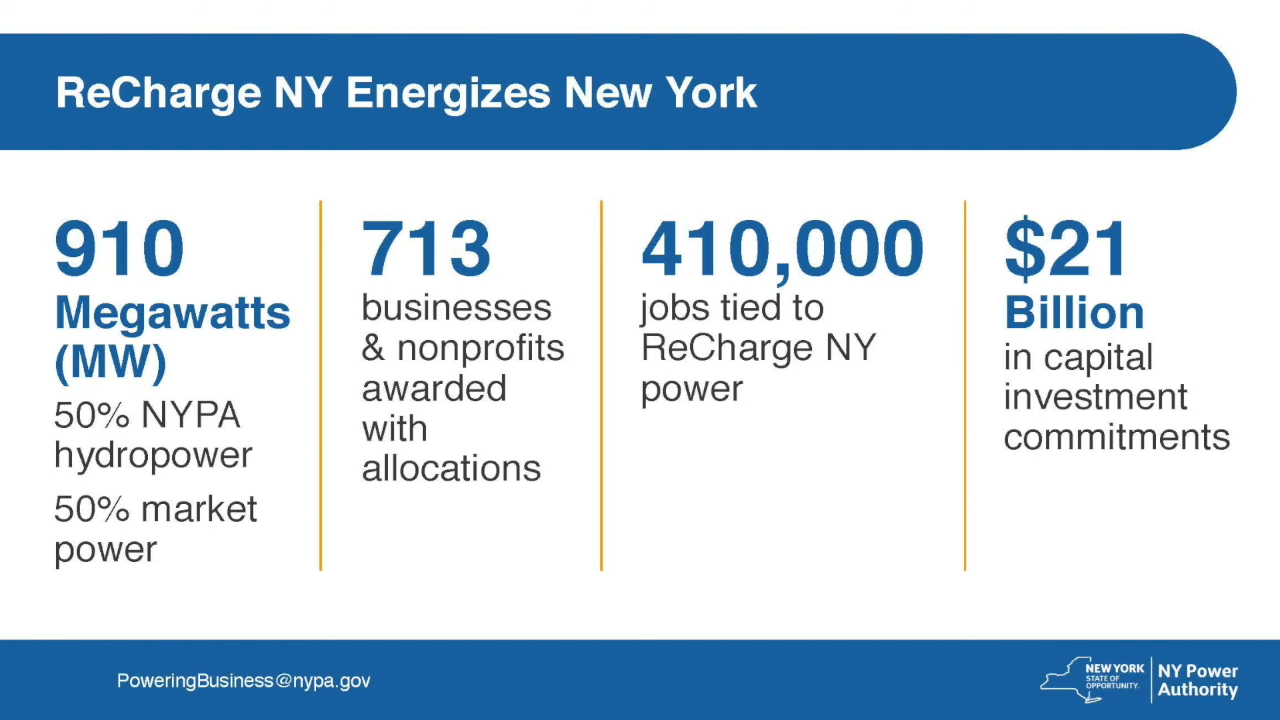 ReCharge NY Energizes New York
910
Megawatts
(MW)
50% NYPA
hydropower
50% market
power
713
businesses
& nonprofits
awarded
with
allocations
410,000
jobs tied to
ReCharge NY
power
$21
Billion
in capital
investment
commitments
PoweringBusiness@nypa.gov
NEW YORK
STATE OF
OPPORTUNITY.
NY Power
Authority